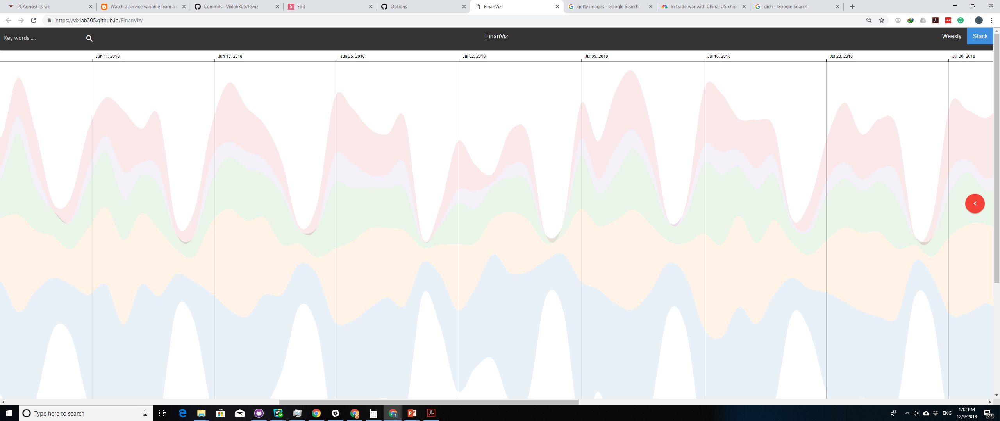 PCAgnostics viz
Watch a service variable from a c
Commits · Vixlab305/PSviz
S Edit
Options
FinanViz
getty images - Google Search
In trade war with China, US chipm
dich - Google Search
https://vixlab305.github.io/FinanViz/
T
Key words ....
FinanViz
Weekly
Stack
Jun 11, 2018
Jun 18, 2018
Jun 25, 2018
Jul 02, 2018
Jul 09, 2018
Jul 16, 2018
Jul 23, 2018
Jul 30, 2018
Type here to search
ENG
1:12 PM
12/9/2018
27